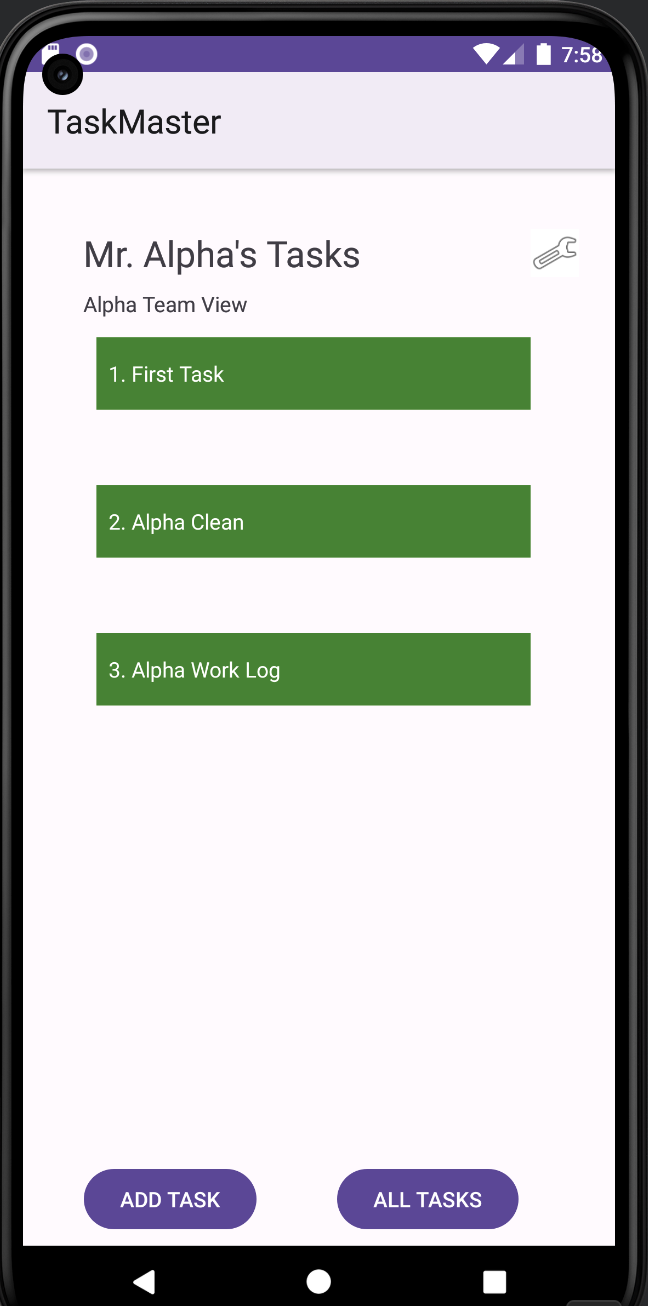 7:58
TaskMaster
Mr. Alpha's Tasks
Alpha Team View
1. First Task
2. Alpha Clean
3. Alpha Work Log
ADD TASK
ALL TASKS